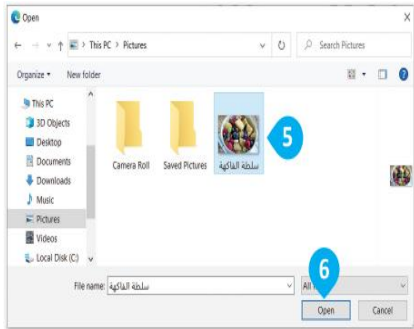 Open
This PC > Pictures
Search Pictures
Organize
New folder
This PC
3D Objects
Desktop
Documents
Downloads
Music
Pictures
Videos
Local Disk (C:)
Camera Roll
Saved Pictures
سلطة الفاكهة
5
File name:
سلطة الفاكهة
All
6
Open
Cancel